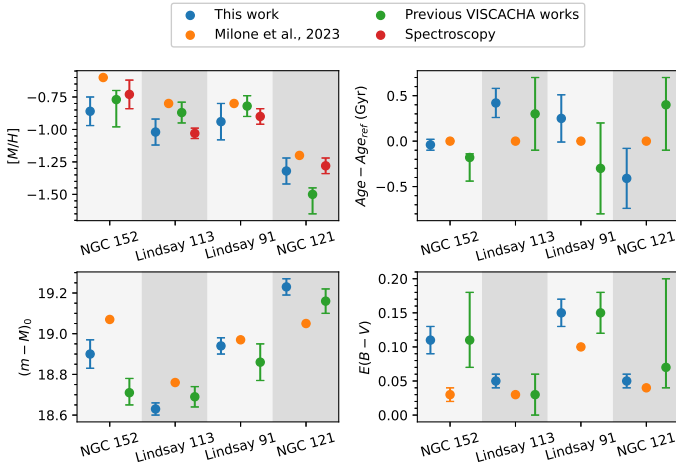 This work
Milone et al., 2023
Previous VISCACHA works
Spectroscopy
[M/H]
−0.75
−1.00
−1.25
−1.50
NGC 152
Lindsay 113
Lindsay 91
NGC 121
Age − Age_ref (Gyr)
0.5
0.0
−0.5
NGC 152
Lindsay 113
Lindsay 91
NGC 121
(m − M)₀
19.2
19.0
18.8
18.6
NGC 152
Lindsay 113
Lindsay 91
NGC 121
E(B − V)
0.20
0.15
0.10
0.05
0.00
NGC 152
Lindsay 113
Lindsay 91
NGC 121